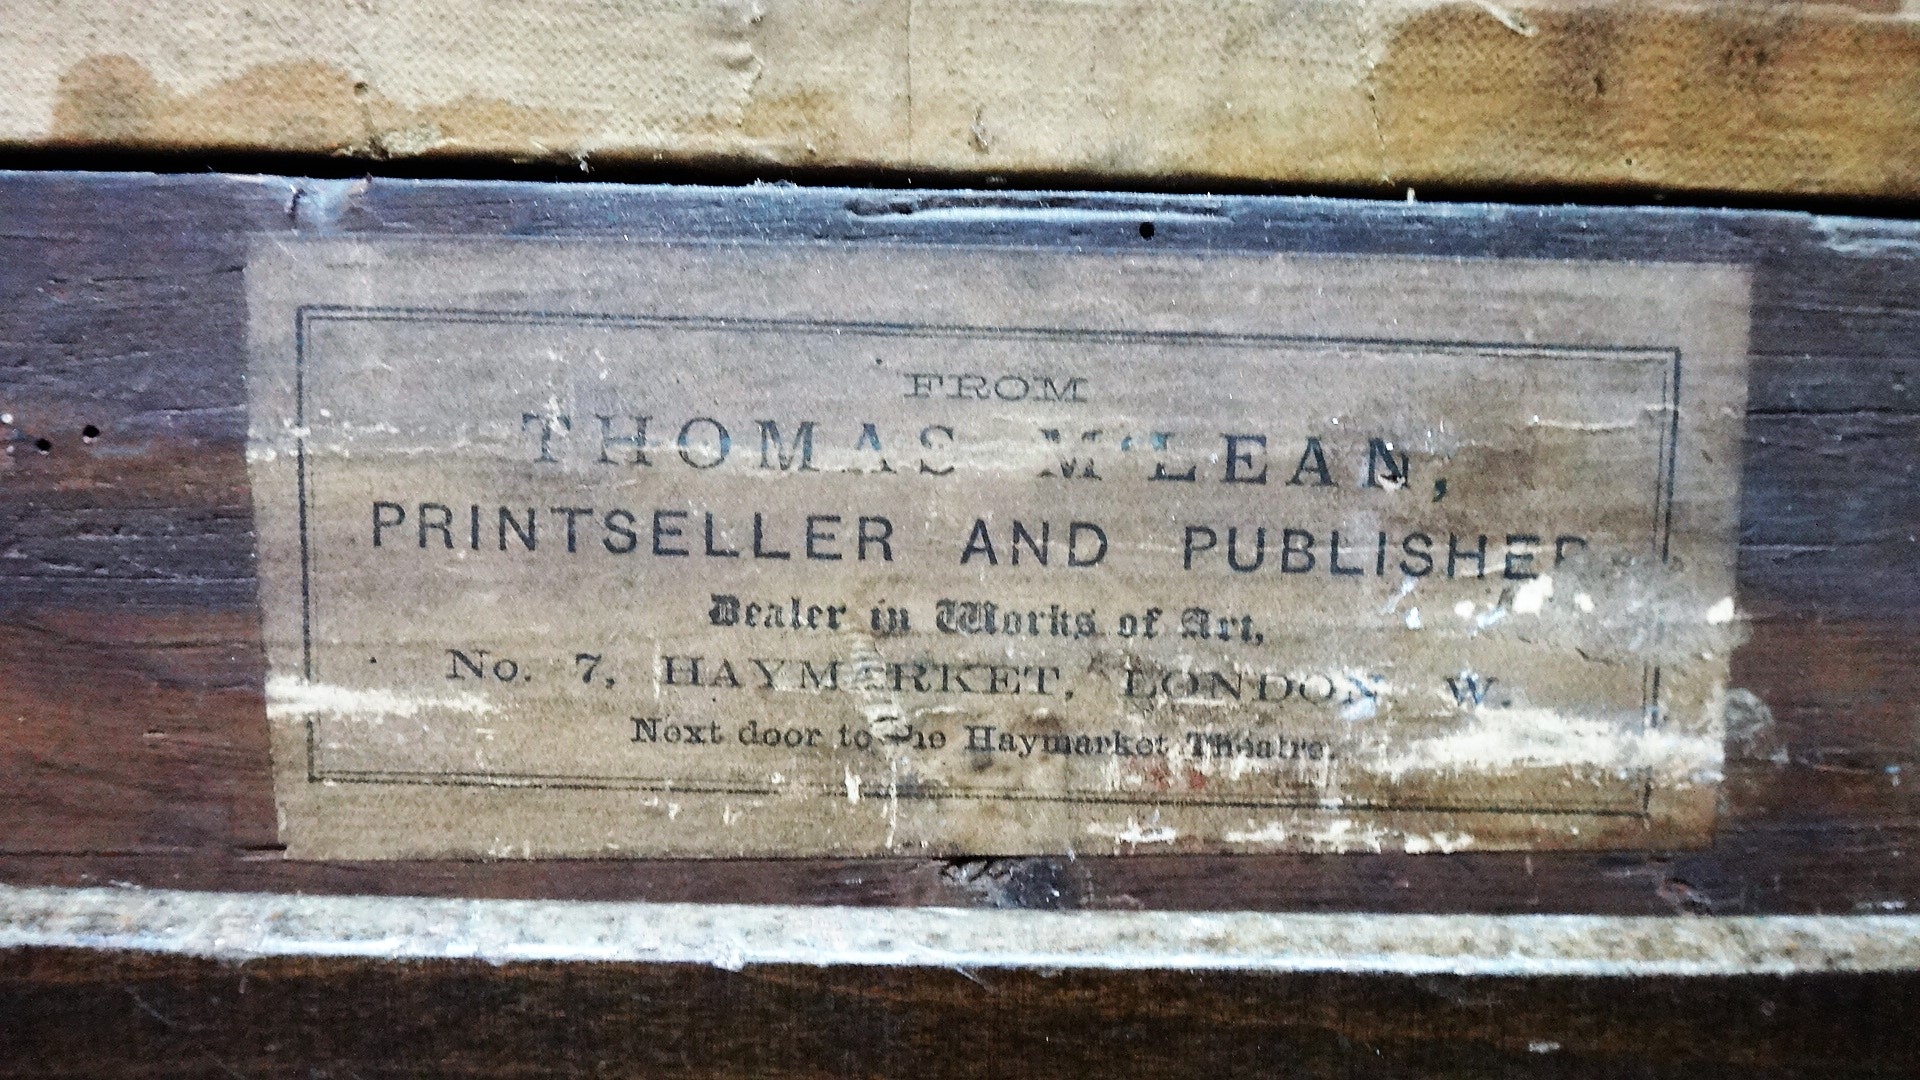 FROM
THOMAS M'LEAN,
PRINTSELLER AND PUBLISHER
Dealer in Works of Art,
No. 7, HAYMARKET, LONDON W.
Next door to the Haymarket Theatre.